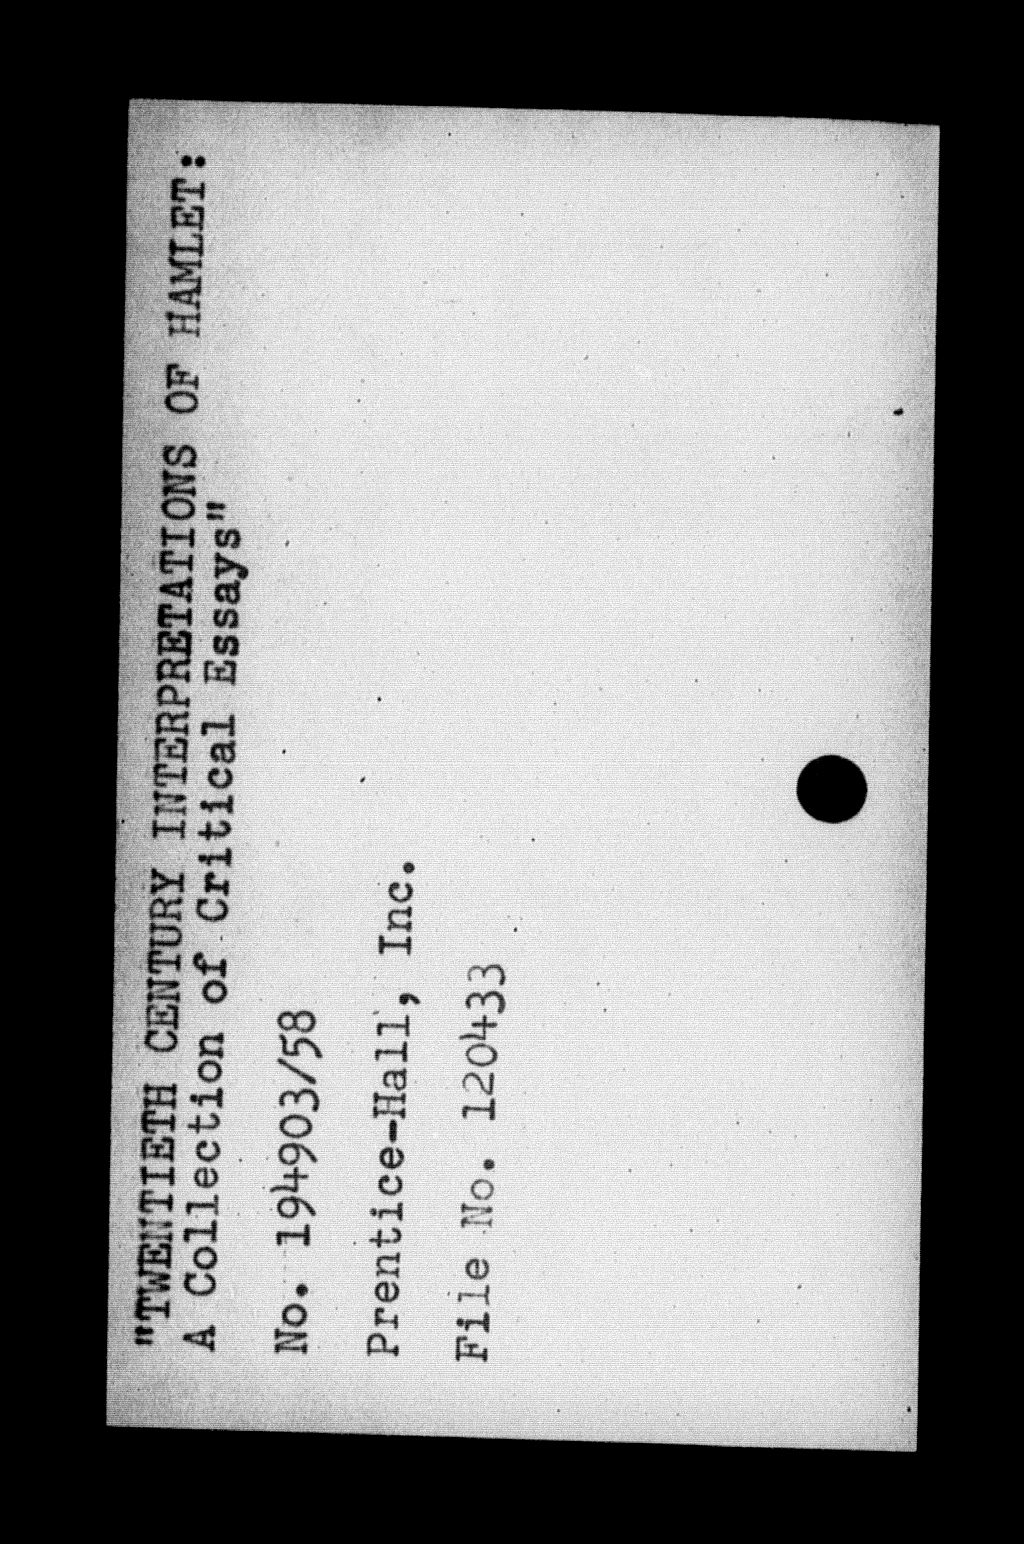 "TWENTIETH CENTURY INTERPRETATIONS OF HAMLET:
A Collection of Critical Essays"
No. 194903/58
Prentice-Hall, Inc.
File No. 120433